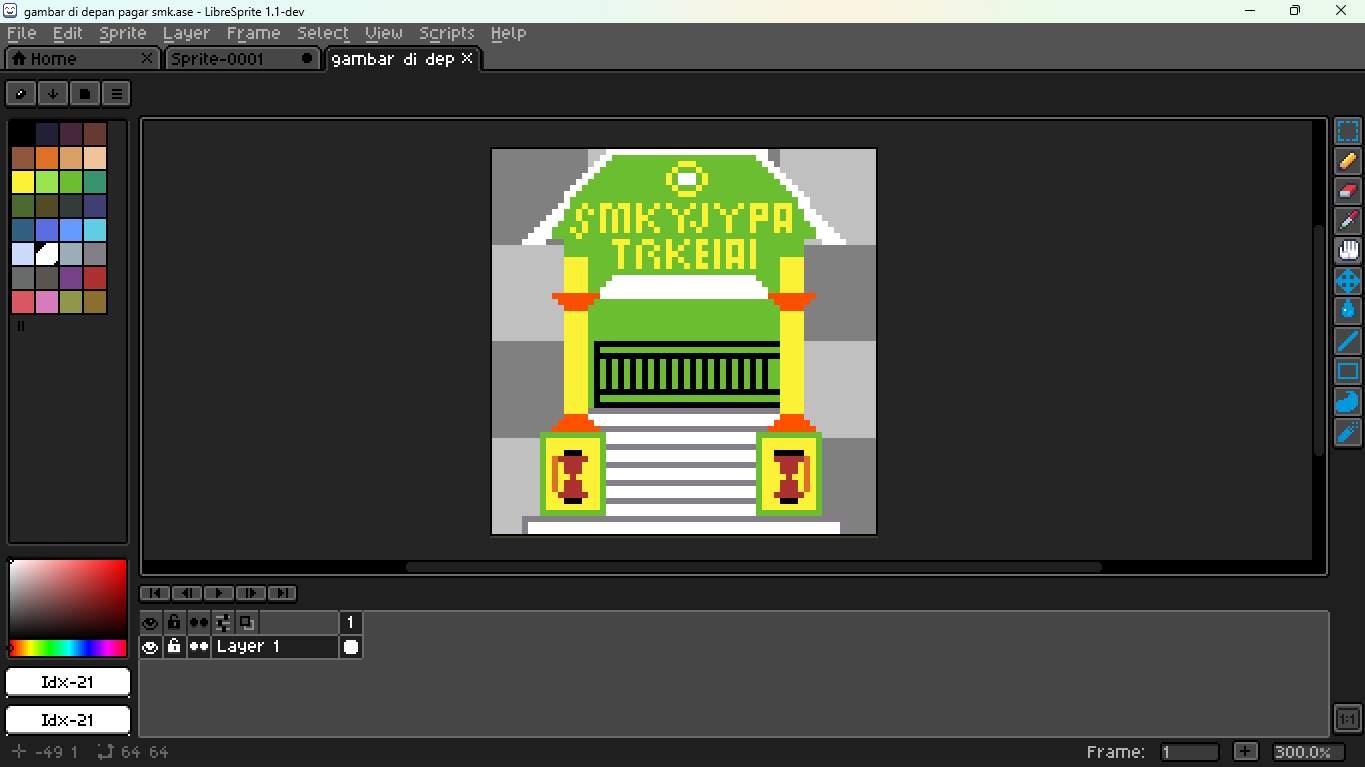 gambar di depan pagar smk.ase - LibreSprite 1.1-dev
File Edit Sprite Layer Frame Select View Scripts Help
Home Sprite-0001 gambar di dep
SMKYJYPA
TRKEIAI
1
Layer 1
Idx-21
Idx-21
-49 1 64 64 Frame: 1 + 300.0%
1:1